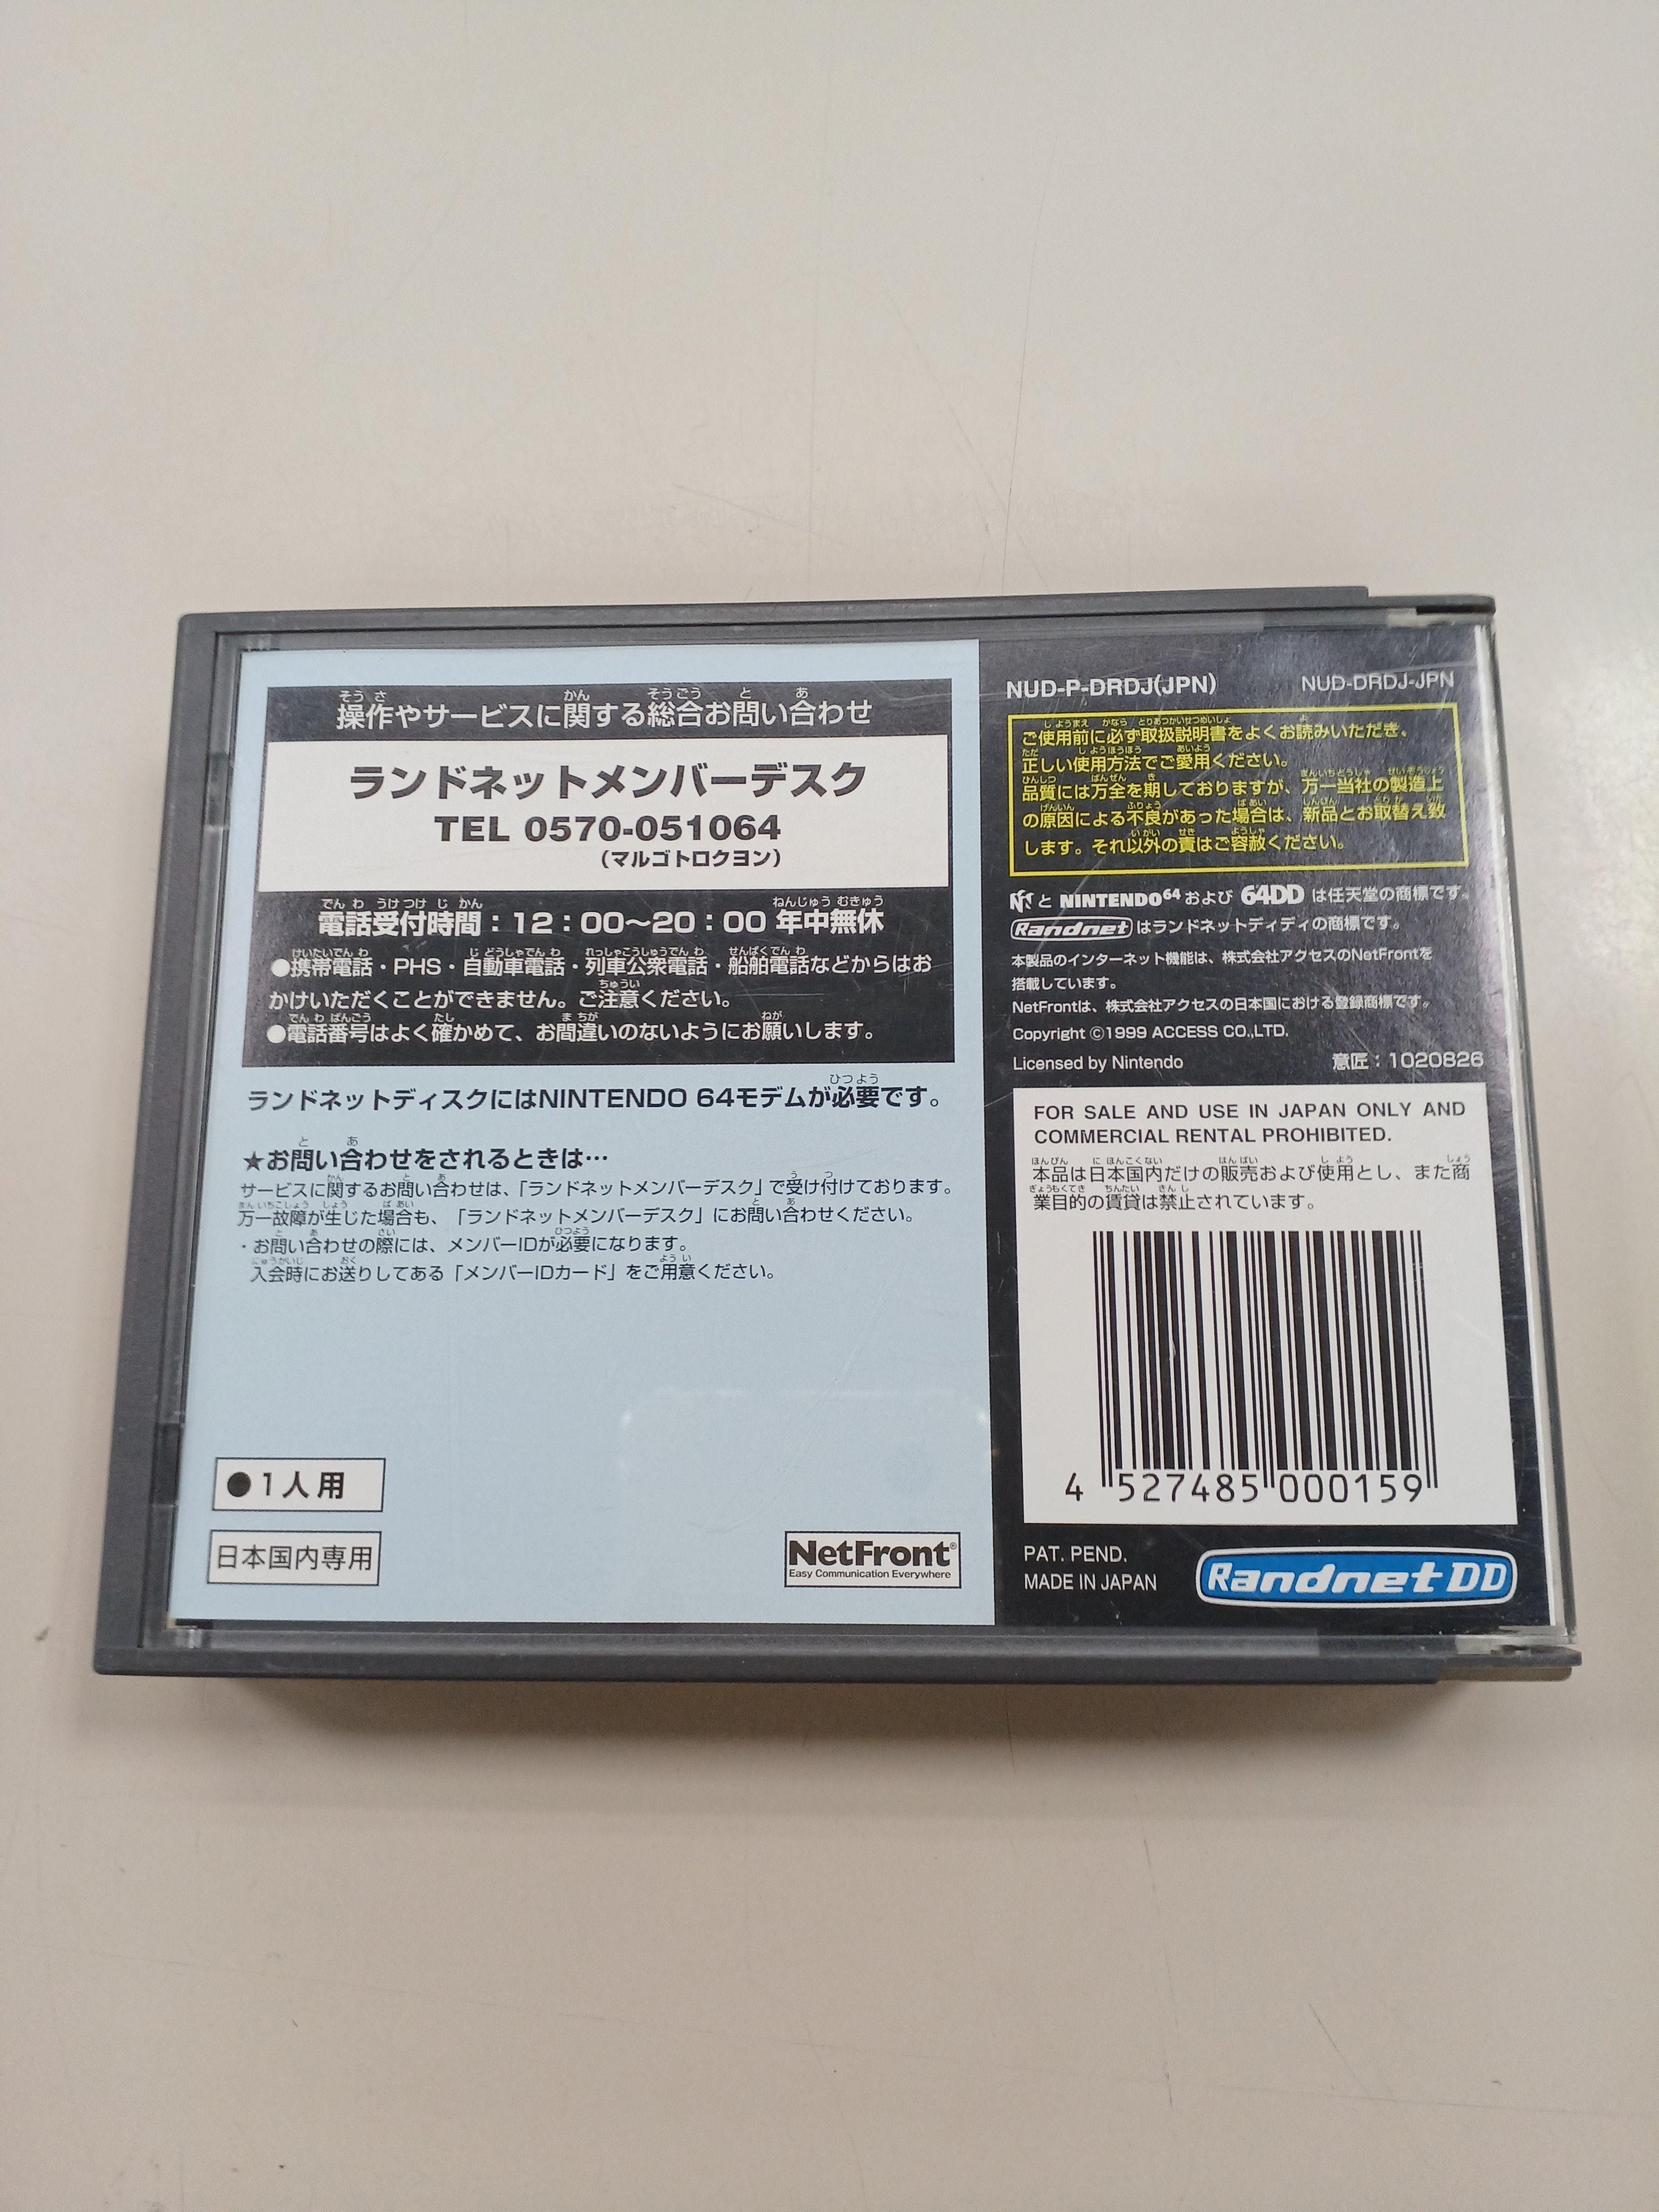 操作やサービスに関する総合お問い合わせ
ランドネットメンバーデスク
TEL 0570-051064
(マルゴトロクヨン)
電話受付時間：12：00〜20：00 年中無休
●携帯電話・PHS・自動車電話・列車公衆電話・船舶電話などからはお
かけいただくことができません。ご注意ください。
●電話番号はよく確かめて、お間違いのないようにお願いします。
ランドネットディスクにはNINTENDO 64モデムが必要です。
★お問い合わせをされるときは…
サービスに関するお問い合わせは、「ランドネットメンバーデスク」で受け付けております。
万一故障が生じた場合も、「ランドネットメンバーデスク」にお問い合わせください。
・お問い合わせの際には、メンバーIDが必要になります。
入会時にお送りしてある「メンバーIDカード」をご用意ください。
●1人用
日本国内専用
NetFront®
Easy Communication Everywhere
NUD-P-DRDJ(JPN) NUD-DRDJ-JPN
ご使用前に必ず取扱説明書をよくお読みいただき、
正しい使用方法でご愛用ください。
品質には万全を期しておりますが、万一当社の製造上
の原因による不良があった場合は、新品とお取替え致
します。それ以外の責はご容赦ください。
と NINTENDO64 および 64DD は任天堂の商標です。
Randnet はランドネットディディの商標です。
本製品のインターネット機能は、株式会社アクセスのNetFrontを
搭載しています。
NetFrontは、株式会社アクセスの日本国における登録商標です。
Copyright ©1999 ACCESS CO.,LTD.
Licensed by Nintendo 意匠：1020826
FOR SALE AND USE IN JAPAN ONLY AND
COMMERCIAL RENTAL PROHIBITED.
本品は日本国内だけの販売および使用とし、また商
業目的の賃貸は禁止されています。
4 527485 000159
PAT. PEND.
MADE IN JAPAN
Randnet DD